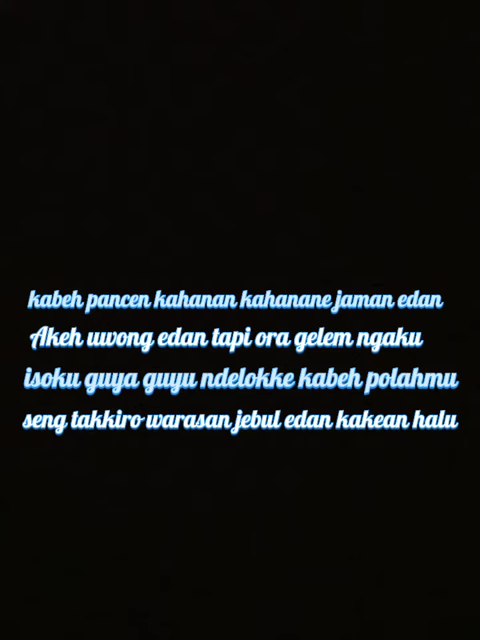 kabeh pancen kahanan kahanane jaman edan
Akeh uwong edan tapi ora gelem ngaku
isoku guya guyu ndelokke kabeh polahmu
seng takkiro warasan jebul edan kakean halu